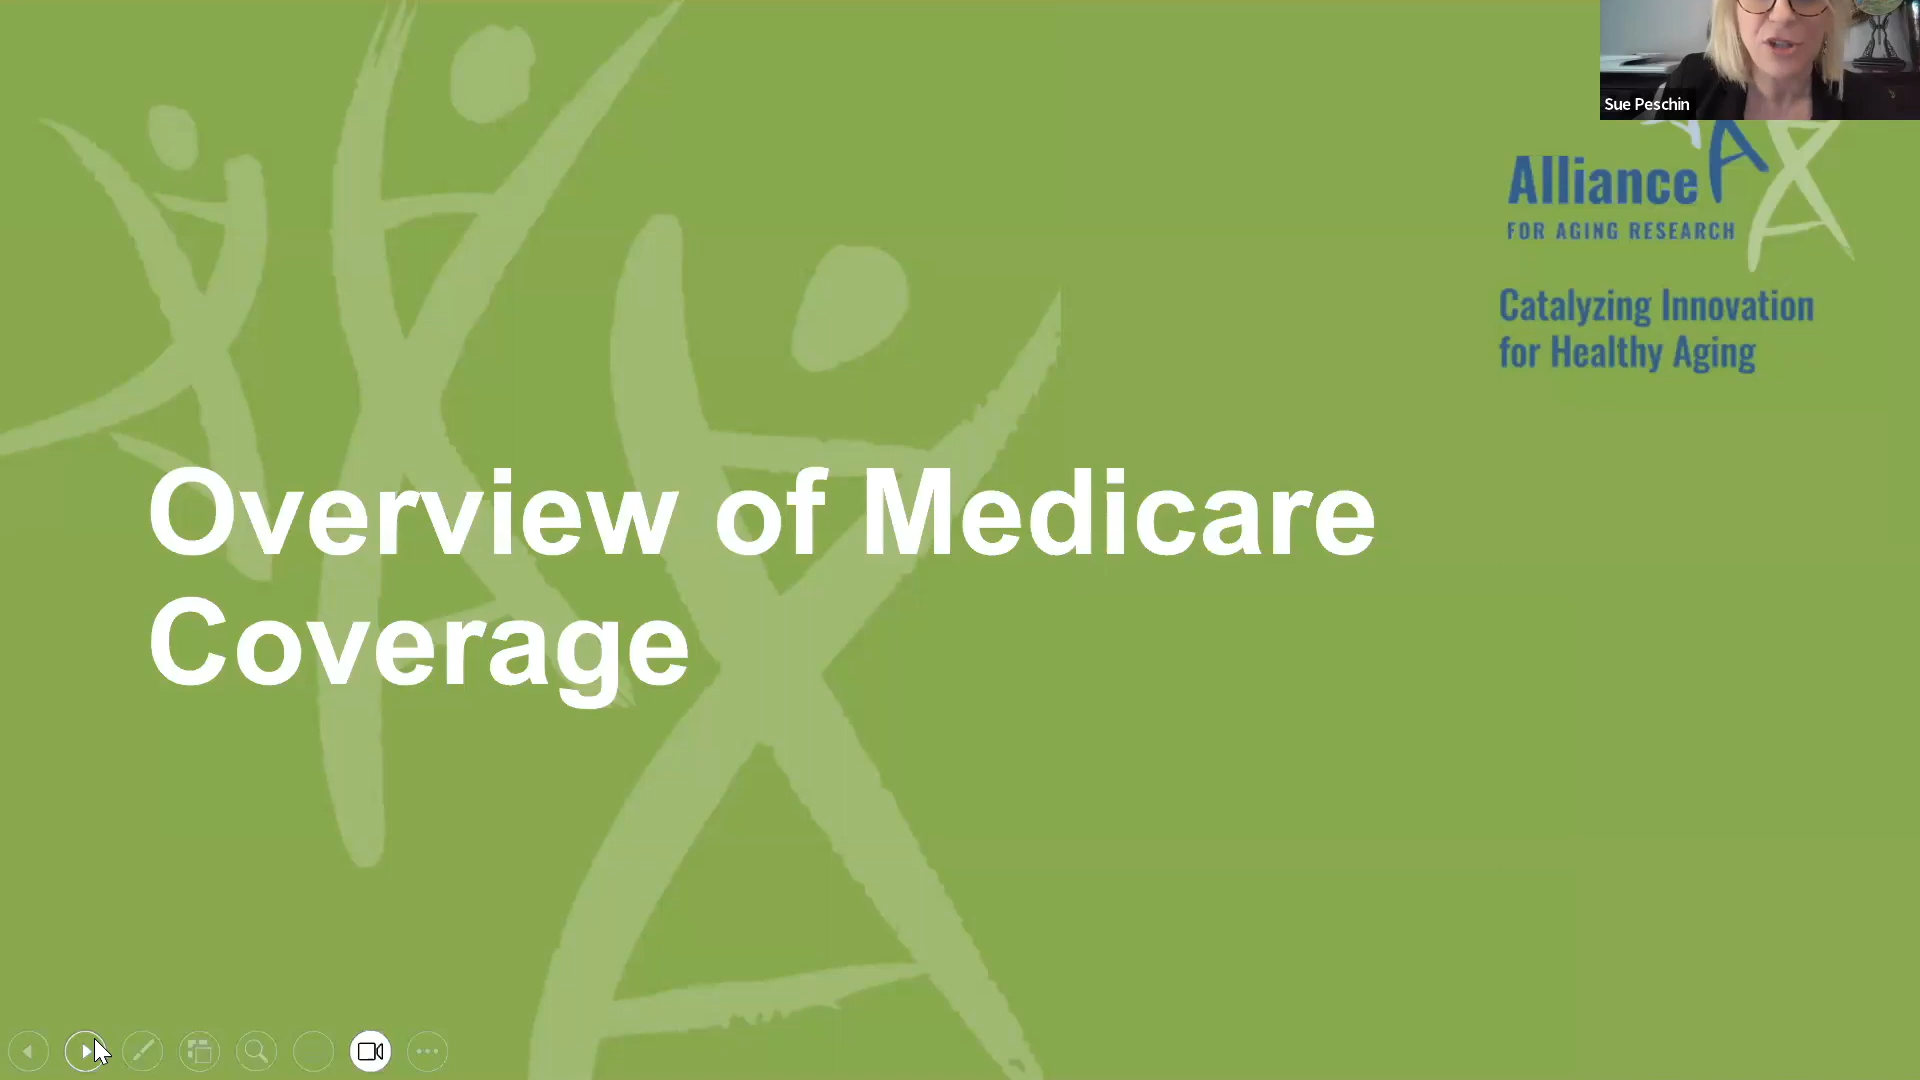 Sue Peschin
Alliance
FOR AGING RESEARCH
Catalyzing Innovation
for Healthy Aging
Overview of Medicare
Coverage